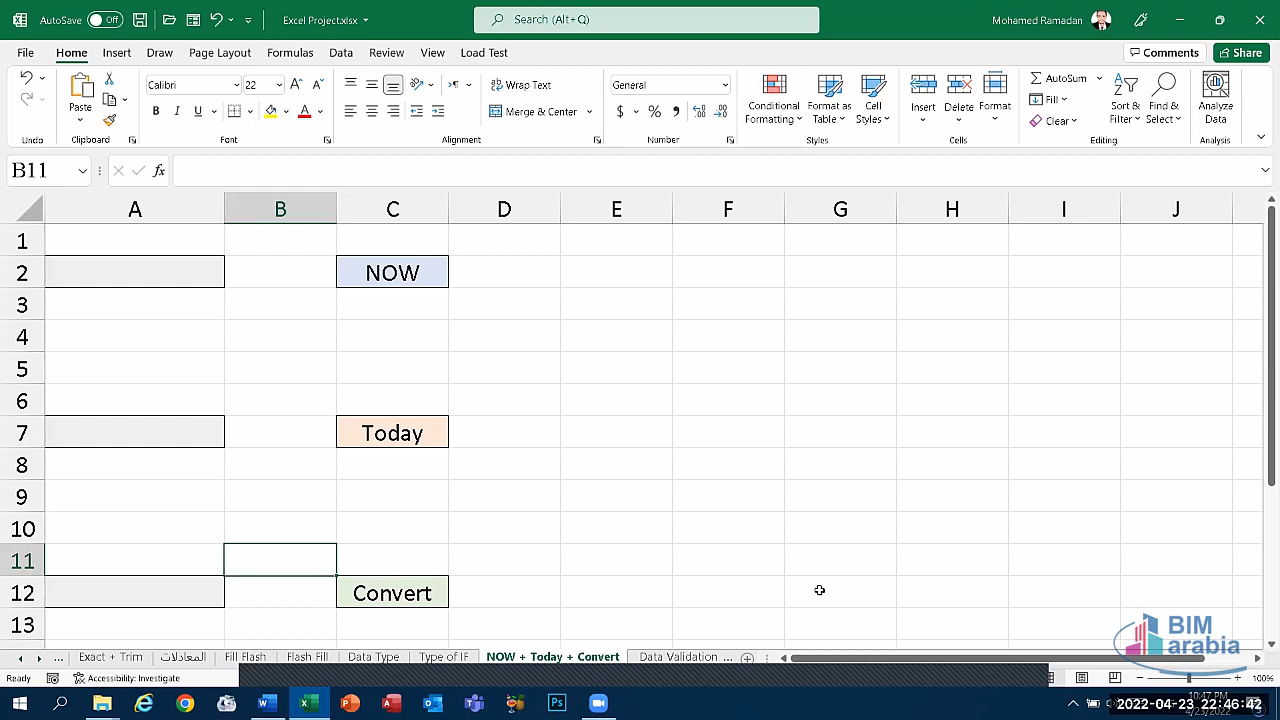 AutoSave Off Excel Project.xlsx Search (Alt+Q) Mohamed Ramadan
File Home Insert Draw Page Layout Formulas Data Review View Load Test Comments Share
Paste Calibri 22 Wrap Text General Conditional Formatting Format as Table Cell Styles Insert Delete Format AutoSum Sort & Filter Find & Select Analyze Data
B I U Merge & Center $ % Fill
Clear
Undo Clipboard Font Alignment Number Styles Cells Editing Analysis
B11 fx
A B C D E F G H I J
1
2 NOW
3
4
5
6
7 Today
8
9
10
11
12 Convert
13
BIM
arabia
... Exact + Trim المعادلات Fill Flash Flash Fill Data Type Type of IF NOW + Today + Convert Data Validation ...
Ready Accessibility: Investigate 100%
10:47 PM
2022-04-23 22:46:42